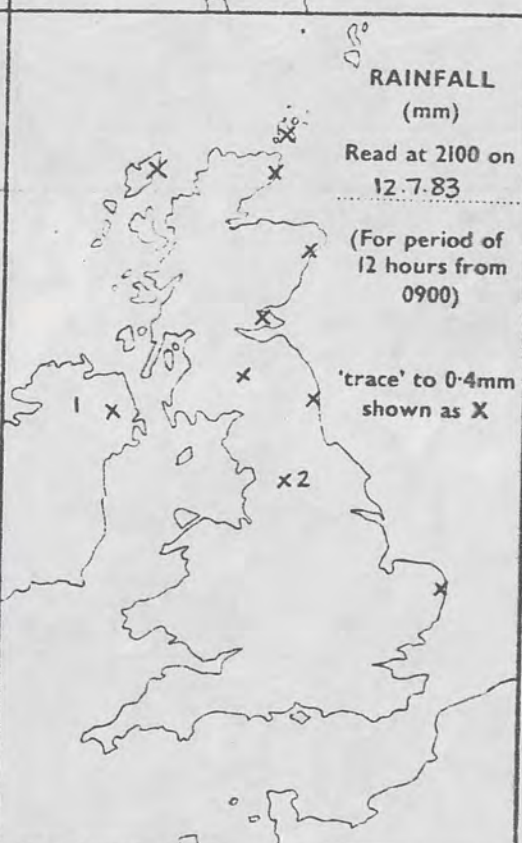 RAINFALL
(mm)
Read at 2100 on
12.7.83
(For period of
12 hours from
0900)
'trace' to 0·4mm
shown as X
X
X
X
X
X
X
X
1 X
X 2
X